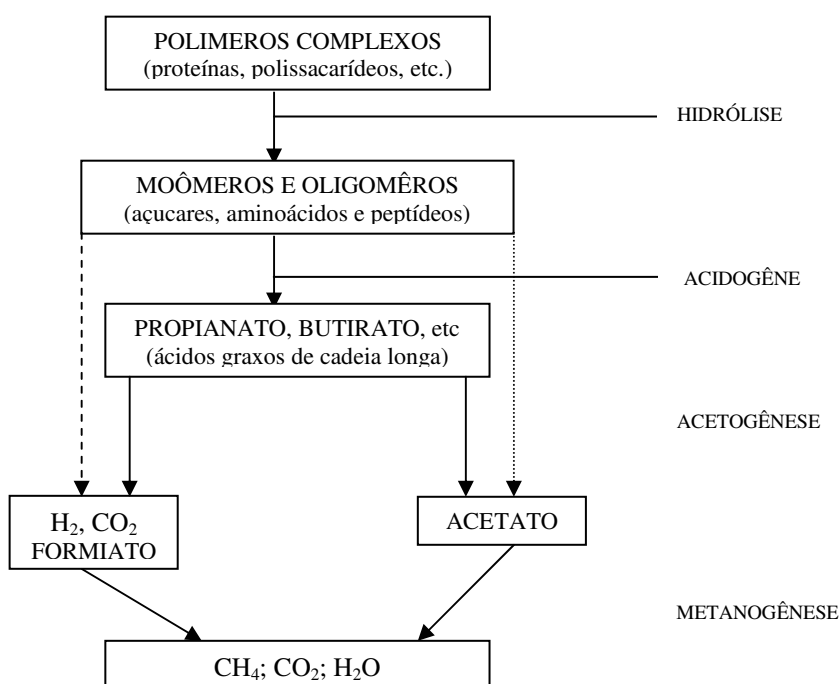 POLIMEROS COMPLEXOS
(proteínas, polissacarídeos, etc.)
HIDRÓLISE
MOÔMEROS E OLIGOMÊROS
(açucares, aminoácidos e peptídeos)
ACIDOGÊNE
PROPIANATO, BUTIRATO, etc
(ácidos graxos de cadeia longa)
ACETOGÊNESE
H₂, CO₂
FORMIATO
ACETATO
METANOGÊNESE
CH₄; CO₂; H₂O